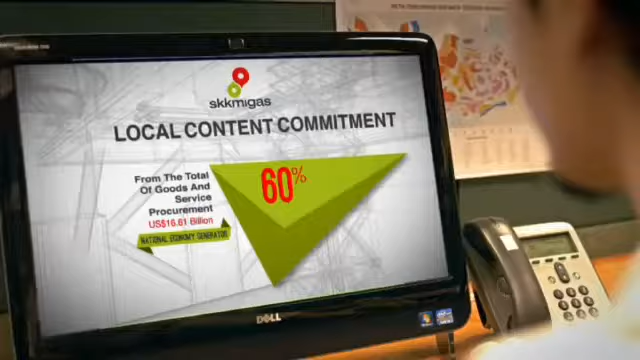 skkmigas
LOCAL CONTENT COMMITMENT
From The Total
Of Goods And
Service
Procurement
US$16.61 Billion
NATIONAL ECONOMY GENERATOR
60%
DELL